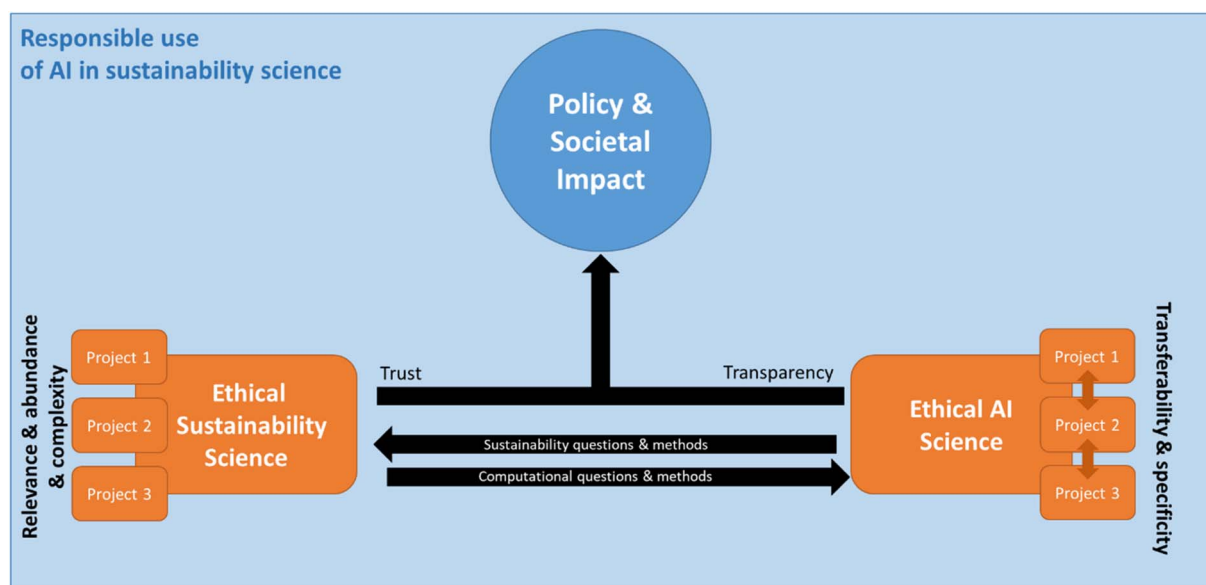 Responsible use
of AI in sustainability science
Policy &
Societal
Impact
Relevance & abundance
& complexity
Project 1
Project 2
Project 3
Ethical
Sustainability
Science
Trust
Transparency
Sustainability questions & methods
Computational questions & methods
Ethical AI
Science
Project 1
Project 2
Project 3
Transferability & specificity